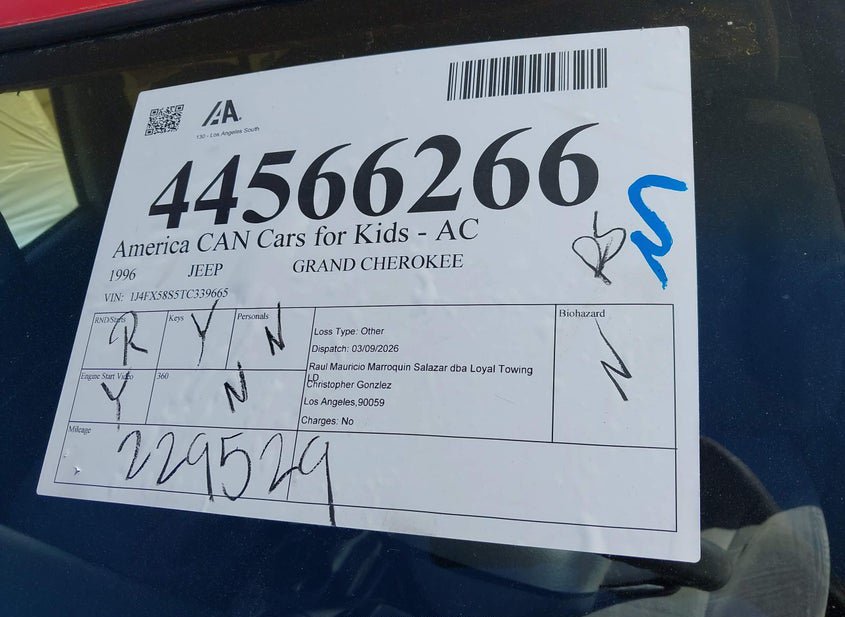 IAA.
130 - Los Angeles South
44566266
America CAN Cars for Kids - AC
1996 JEEP GRAND CHEROKEE
VIN: 1J4FX58S5TC339665
RND/Starts R Keys Y Personals N
Engine Start Video Y 360 N
Mileage 229529
Loss Type: Other
Dispatch: 03/09/2026
Raul Mauricio Marroquin Salazar dba Loyal Towing
LD
Christopher Gonzlez
Los Angeles,90059
Charges: No
Biohazard
N